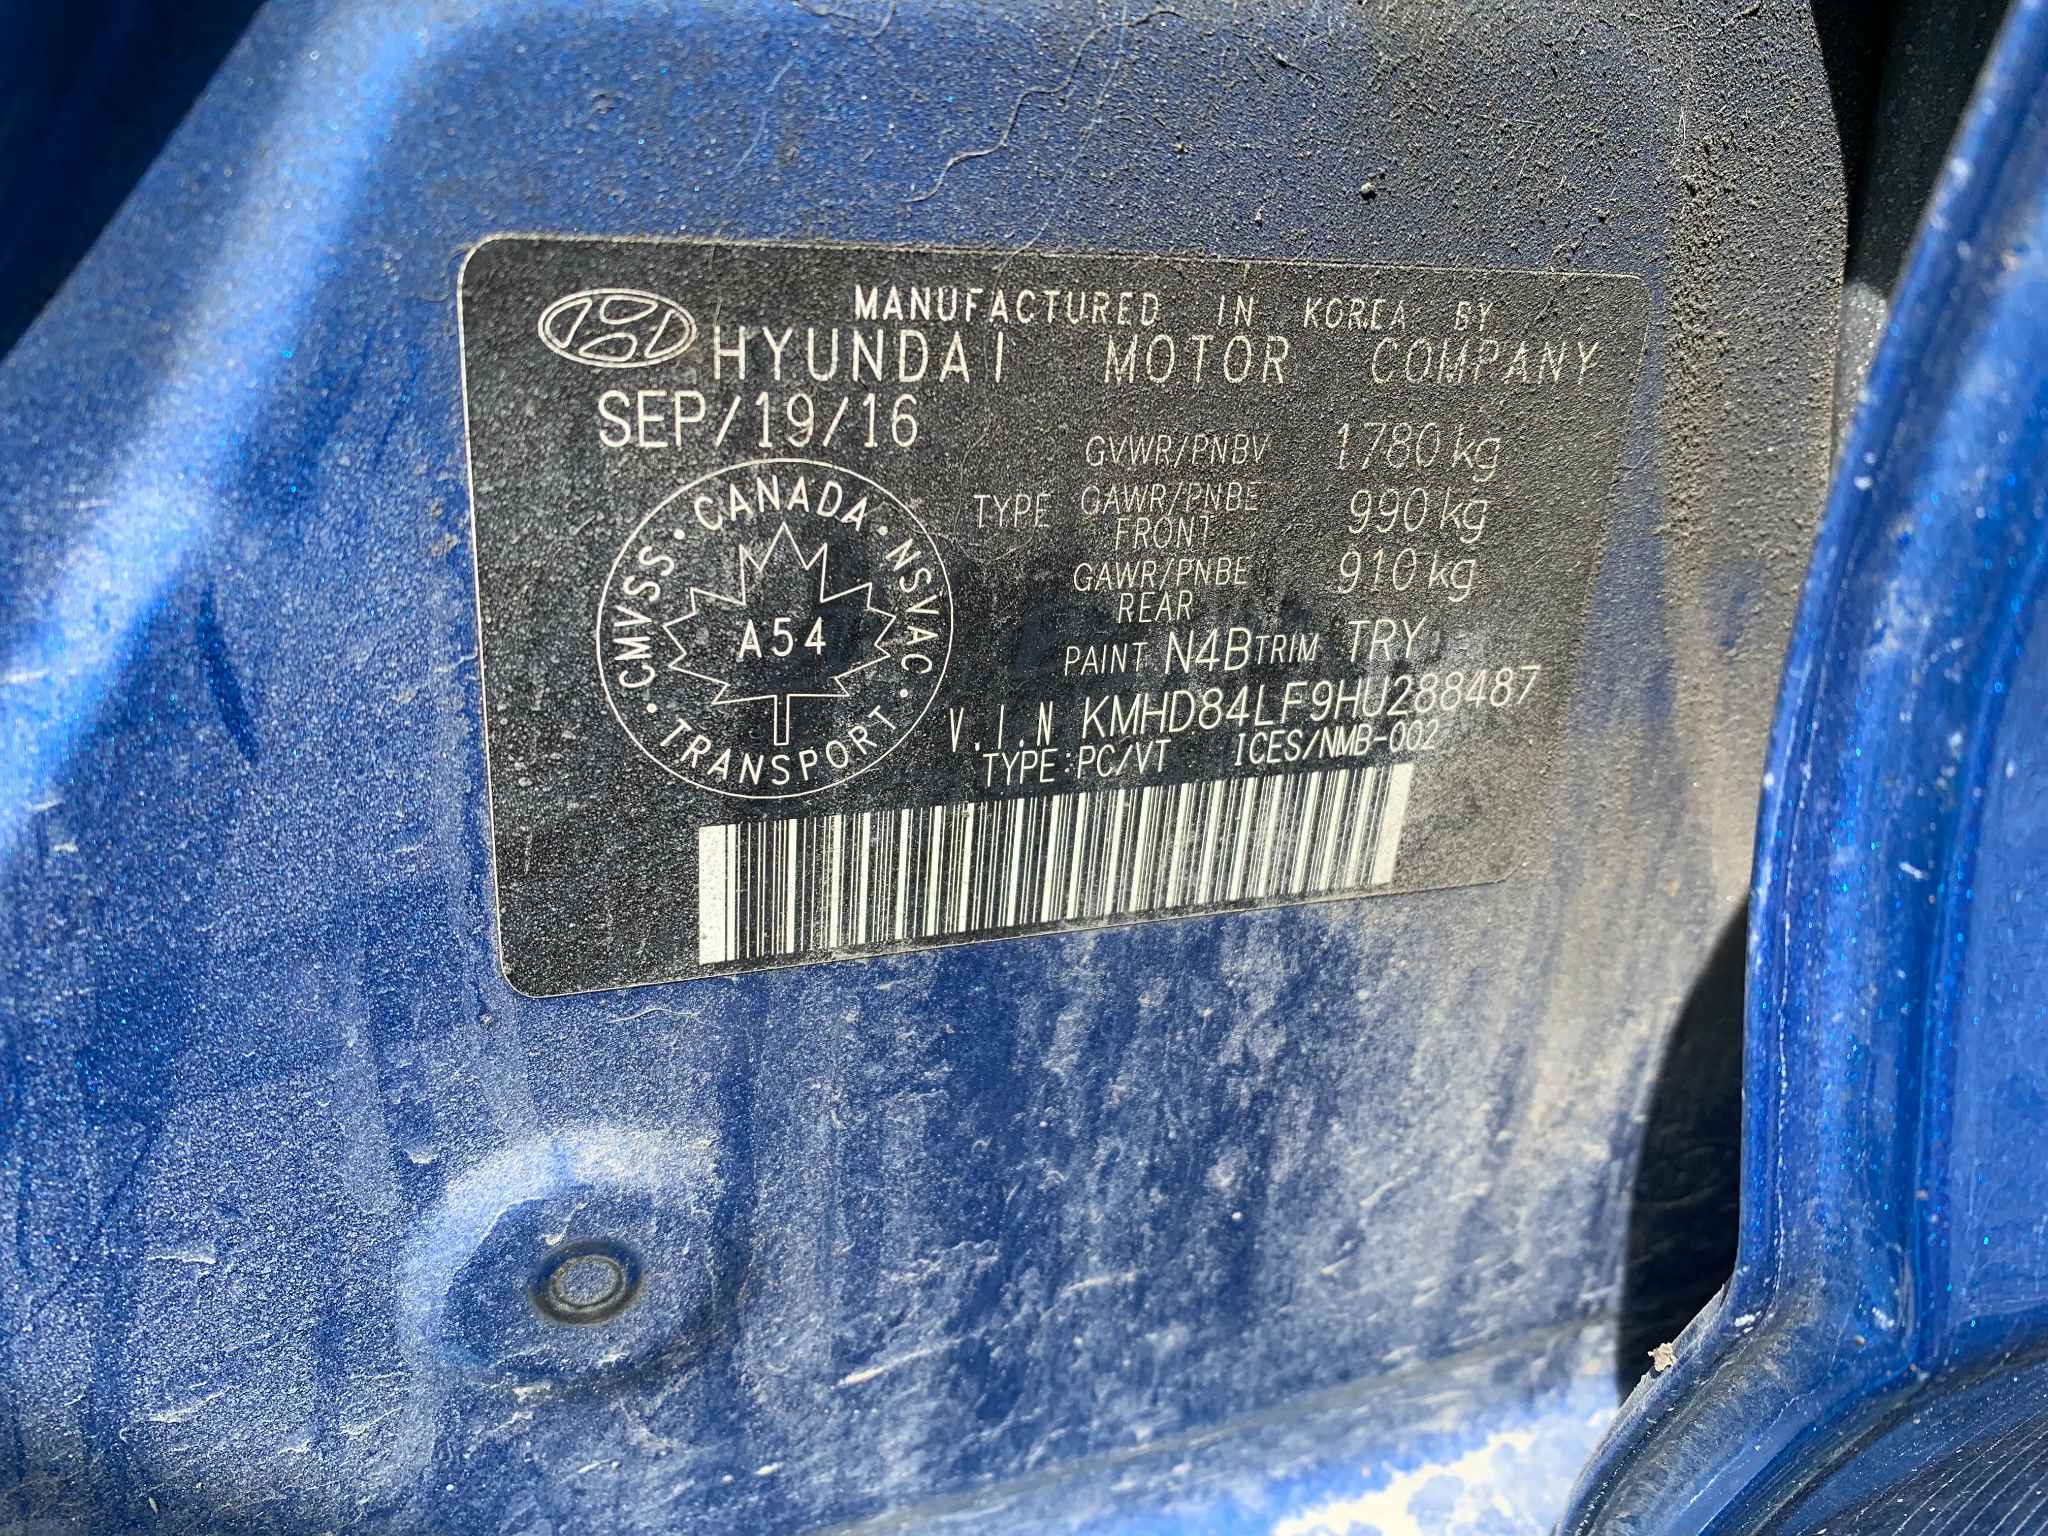 MANUFACTURED IN KOREA BY
HYUNDAI MOTOR COMPANY
SEP/19/16
GVWR/PNBV 1780 kg
TYPE GAWR/PNBE FRONT 990 kg
GAWR/PNBE REAR 910 kg
PAINT N4B TRIM TRY
V.I.N KMHD84LF9HU288487
TYPE:PC/VT ICES/NMB-002
CMVSS · CANADA · NSVAC · TRANSPORT ·
A54